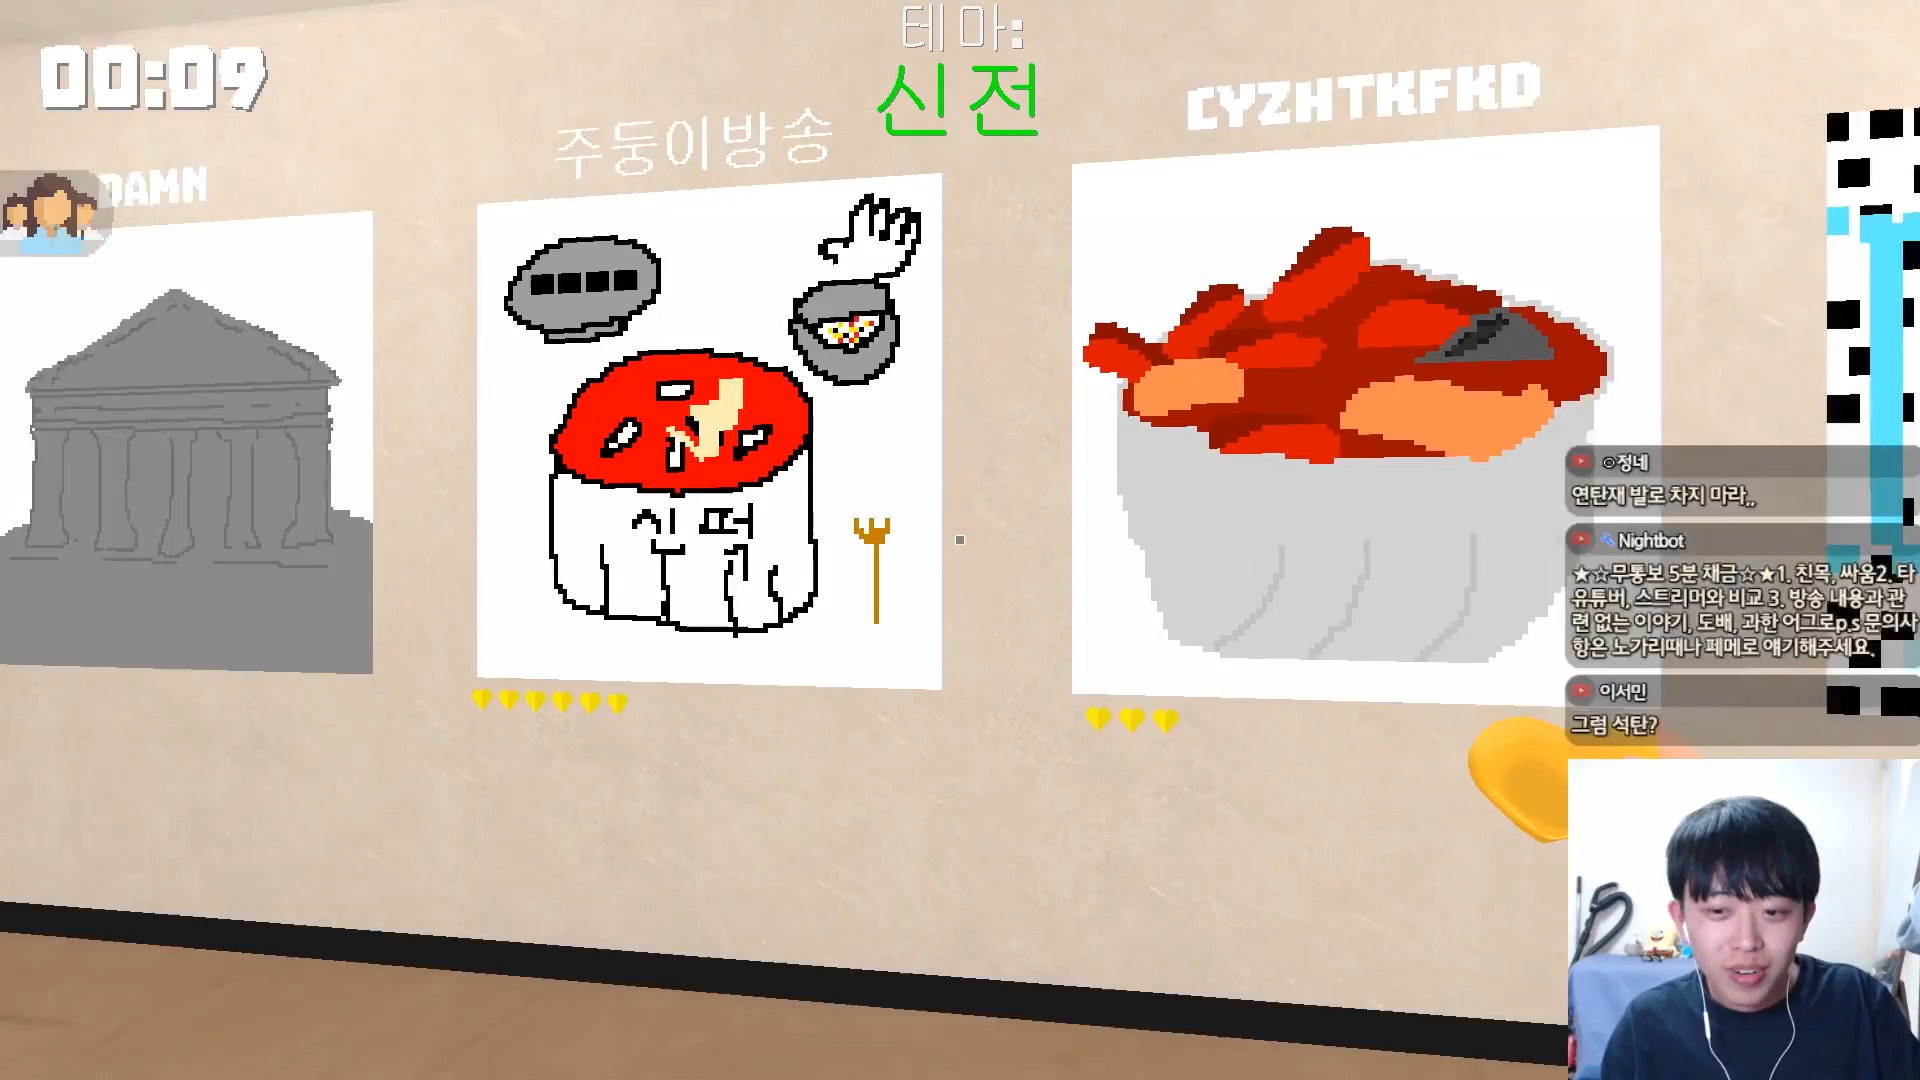 테마:
신전
00:09
DAMN
주둥이방송
CYZHTKFKD
신떡
◎정네
연탄재 발로 차지 마라,,
Nightbot
★☆무통보 5분 채금☆★1. 친목, 싸움2. 타
유튜버, 스트리머와 비교 3. 방송 내용과 관
련 없는 이야기, 도배, 과한 어그로p.s 문의사
항은 노가리때나 페메로 얘기해주세요.
이서민
그럼 석탄?